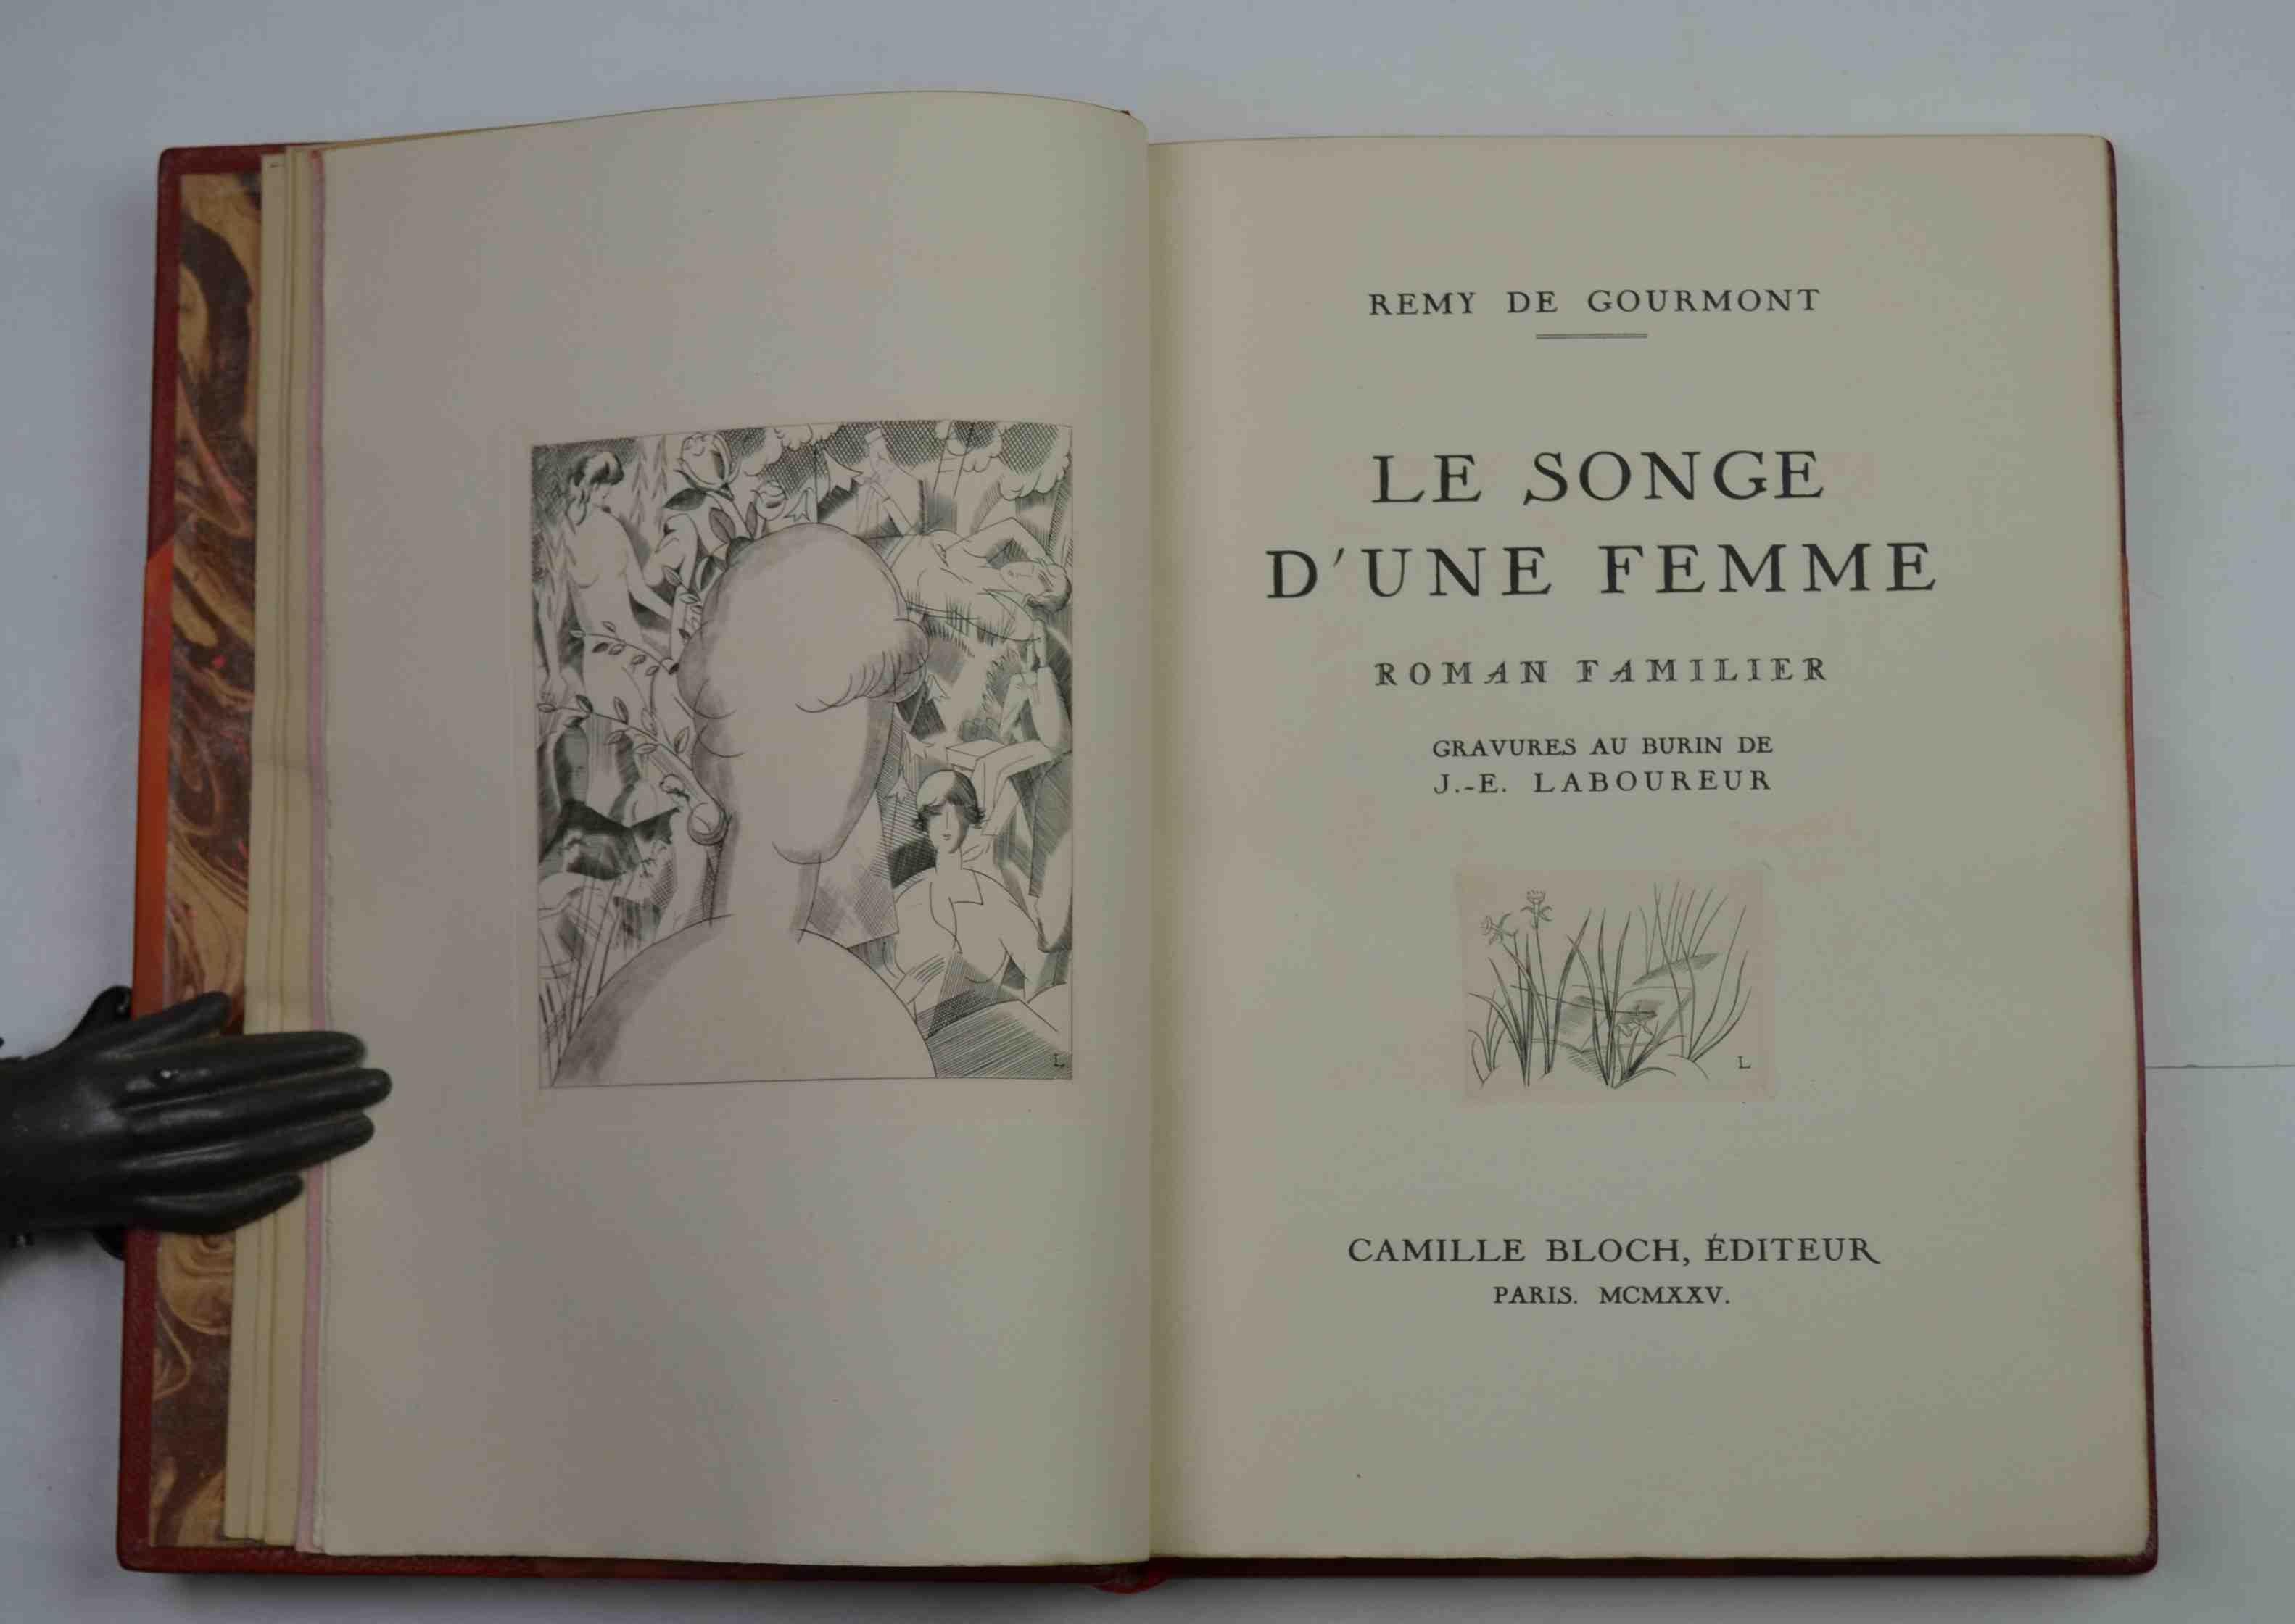 L
REMY DE GOURMONT
LE SONGE
D'UNE FEMME
ROMAN FAMILIER
GRAVURES AU BURIN DE
J.-E. LABOUREUR
L
CAMILLE BLOCH, ÉDITEUR
PARIS. MCMXXV.